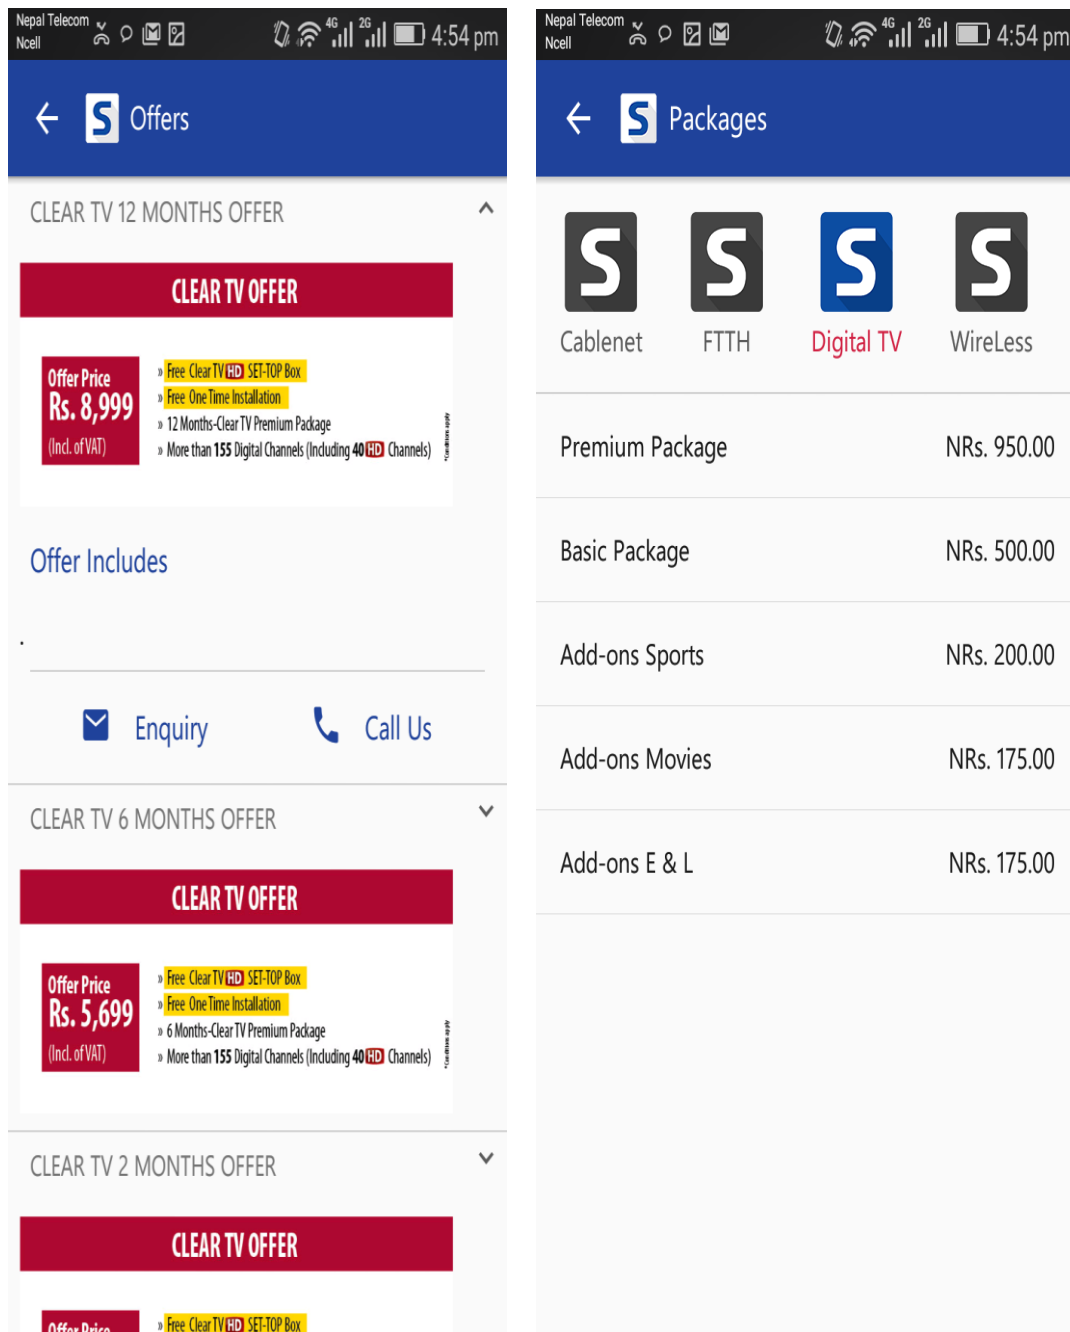 Nepal Telecom
Ncell
4G
2G
4:54 pm
S Offers
CLEAR TV 12 MONTHS OFFER
CLEAR TV OFFER
Offer Price
Rs. 8,999
(Incl. of VAT)
» Free Clear TV HD SET-TOP Box
» Free One Time Installation
» 12 Months-Clear TV Premium Package
» More than 155 Digital Channels (Including 40 HD Channels)
*Conditions apply
Offer Includes
.
Enquiry
Call Us
CLEAR TV 6 MONTHS OFFER
CLEAR TV OFFER
Offer Price
Rs. 5,699
(Incl. of VAT)
» Free Clear TV HD SET-TOP Box
» Free One Time Installation
» 6 Months-Clear TV Premium Package
» More than 155 Digital Channels (Including 40 HD Channels)
*Conditions apply
CLEAR TV 2 MONTHS OFFER
CLEAR TV OFFER
Offer Price
» Free Clear TV HD SET-TOP Box
Nepal Telecom
Ncell
4G
2G
4:54 pm
S Packages
S S S S
Cablenet FTTH Digital TV WireLess
Premium Package NRs. 950.00
Basic Package NRs. 500.00
Add-ons Sports NRs. 200.00
Add-ons Movies NRs. 175.00
Add-ons E & L NRs. 175.00